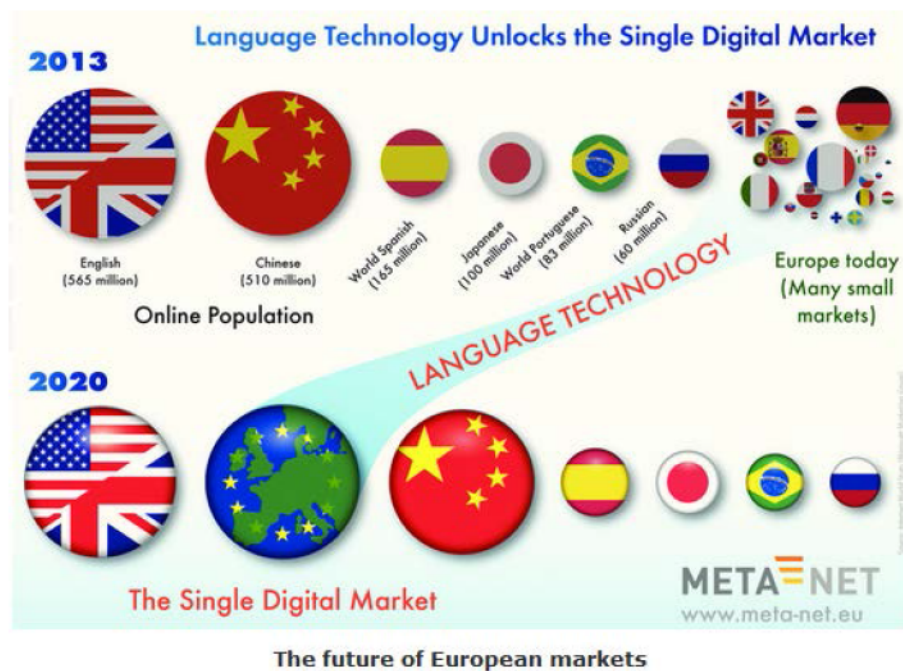 Language Technology Unlocks the Single Digital Market
2013
English
(565 million)
Chinese
(510 million)
World Spanish
(165 million)
Japanese
(100 million)
World Portuguese
(83 million)
Russian
(60 million)
Europe today
(Many small
markets)
Online Population
LANGUAGE TECHNOLOGY
2020
The Single Digital Market
META NET
www.meta-net.eu
The future of European markets